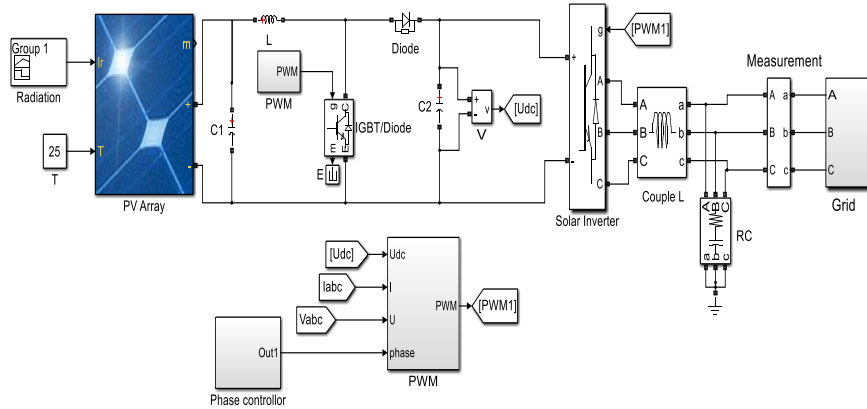 Group 1
Radiation
25
T
Ir
T
m
+
-
PV Array
C1
L
PWM
PWM
g
C
m
E
IGBT/Diode
E
Diode
C2
+
-
v
V
[Udc]
+
-
g
A
B
C
Solar Inverter
[PWM1]
A
B
C
a
b
c
Couple L
A
B
C
a
b
c
RC
Measurement
A
B
C
a
b
c
A
B
C
Grid
[Udc]
Iabc
Vabc
Out1
Phase controllor
Udc
I
U
phase
PWM
PWM
[PWM1]